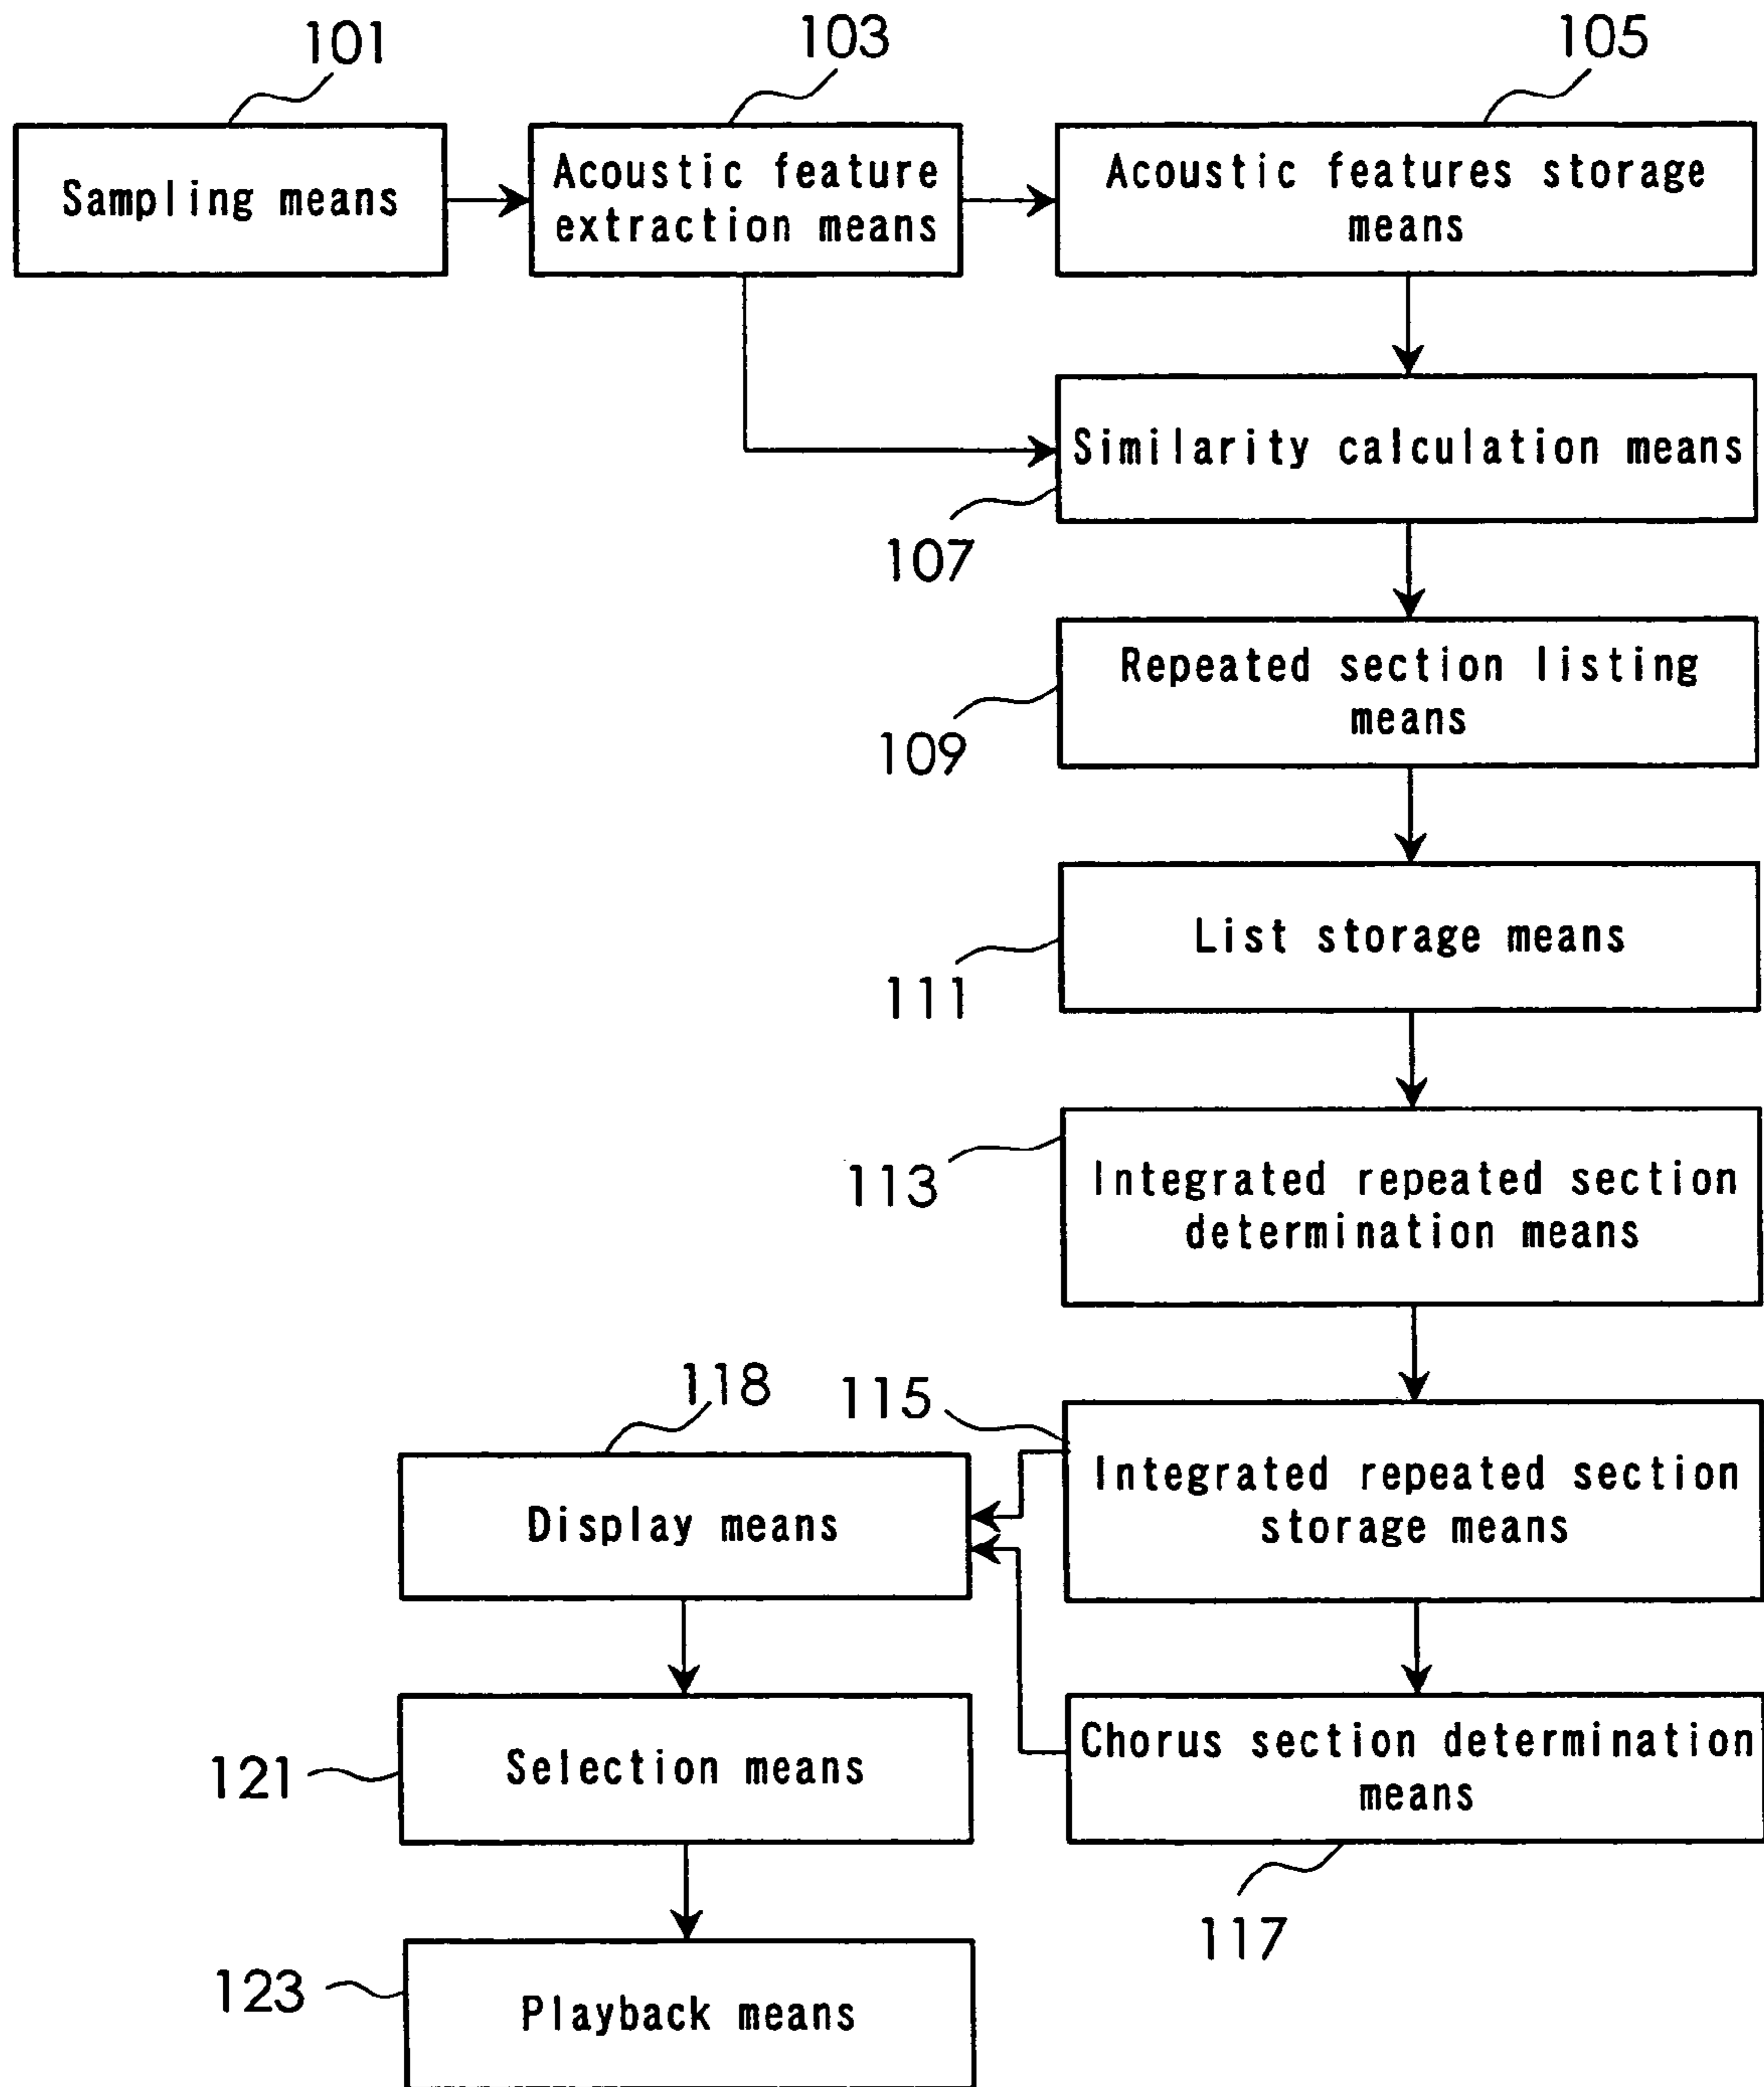 101
103
105
Sampling means
Acoustic feature
extraction means
Acoustic features storage
means
Similarity calculation means
107
Repeated section listing
means
109
List storage means
111
Integrated repeated section
determination means
113
118
115
Display means
Integrated repeated section
storage means
121
Selection means
Chorus section determination
means
117
123
Playback means